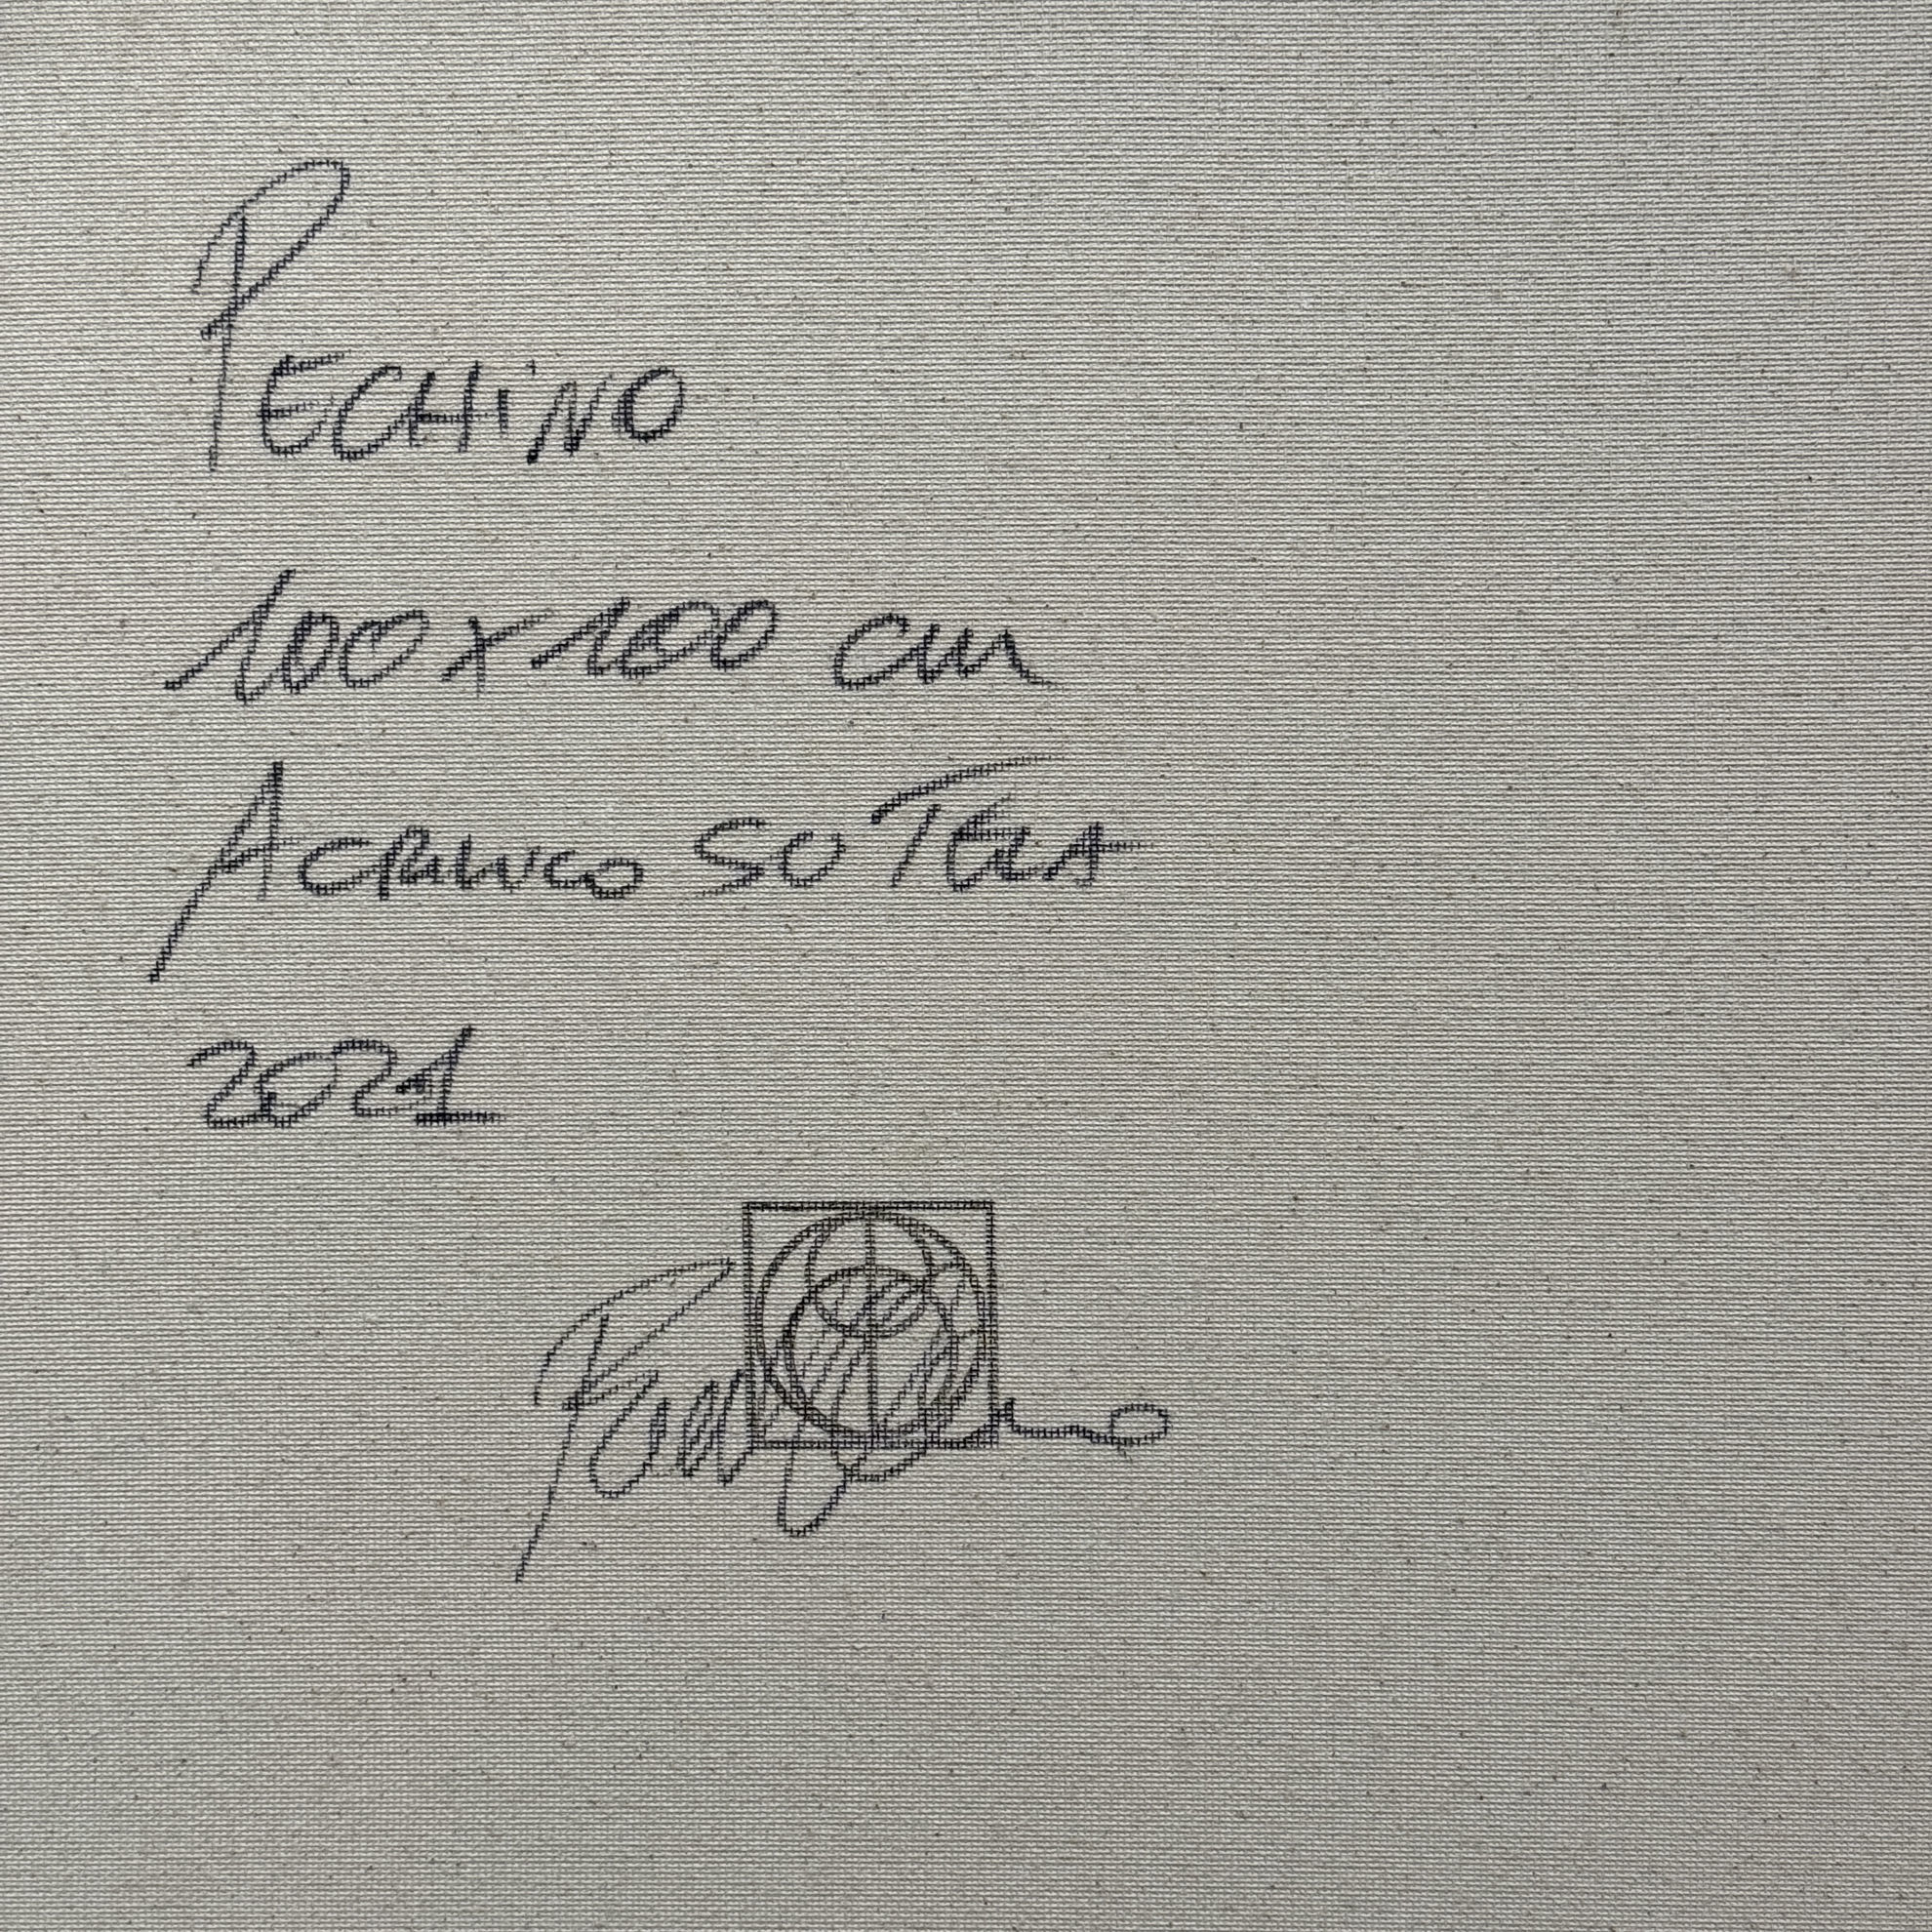 PECHiNO
100x100 cm
ACRILICO SU TELA
2021